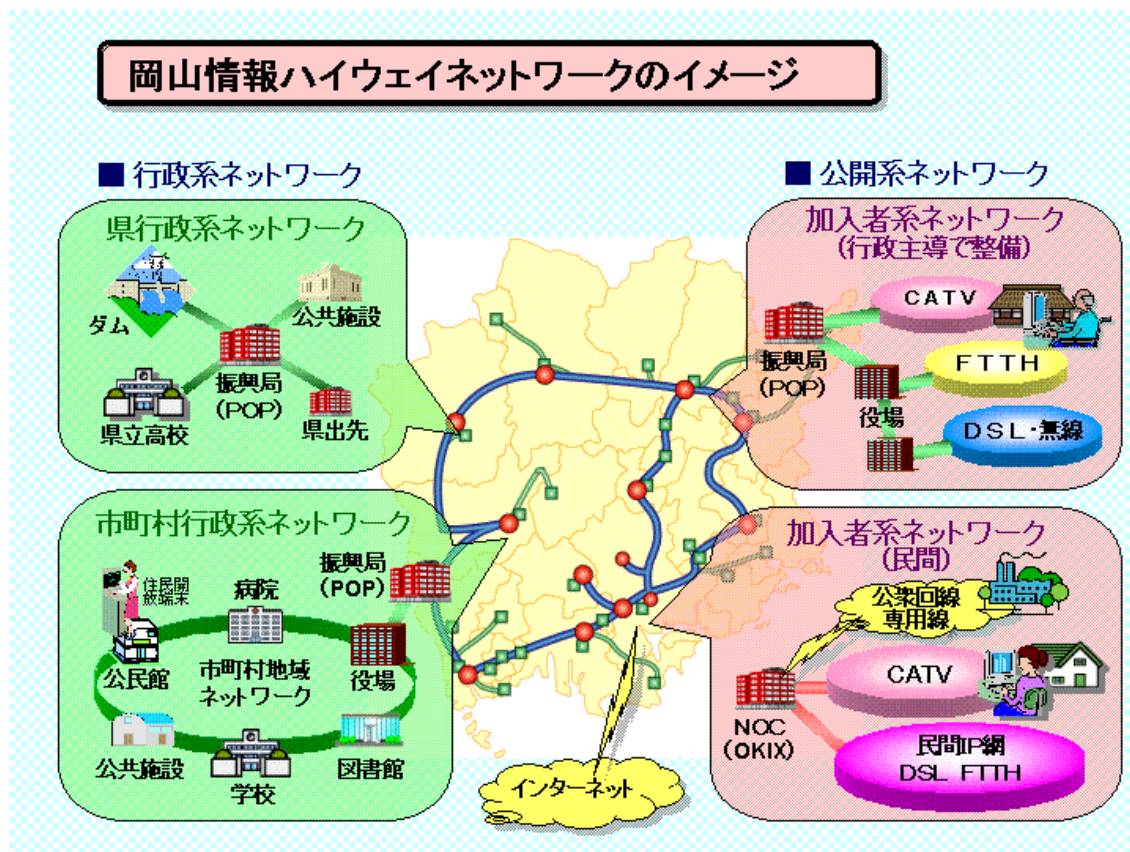 岡山情報ハイウェイネットワークのイメージ
■ 行政系ネットワーク
県行政系ネットワーク
ダム
公共施設
振興局
(POP)
県立高校
県出先
市町村行政系ネットワーク
住民開
放端末
病院
振興局
(POP)
公民館
市町村地域
ネットワーク
役場
公共施設
学校
図書館
■ 公開系ネットワーク
加入者系ネットワーク
(行政主導で整備)
CATV
振興局
(POP)
FTTH
役場
DSL・無線
加入者系ネットワーク
(民間)
公衆回線
専用線
CATV
NOC
(OKIX)
民間IP網
DSL FTTH
インターネット